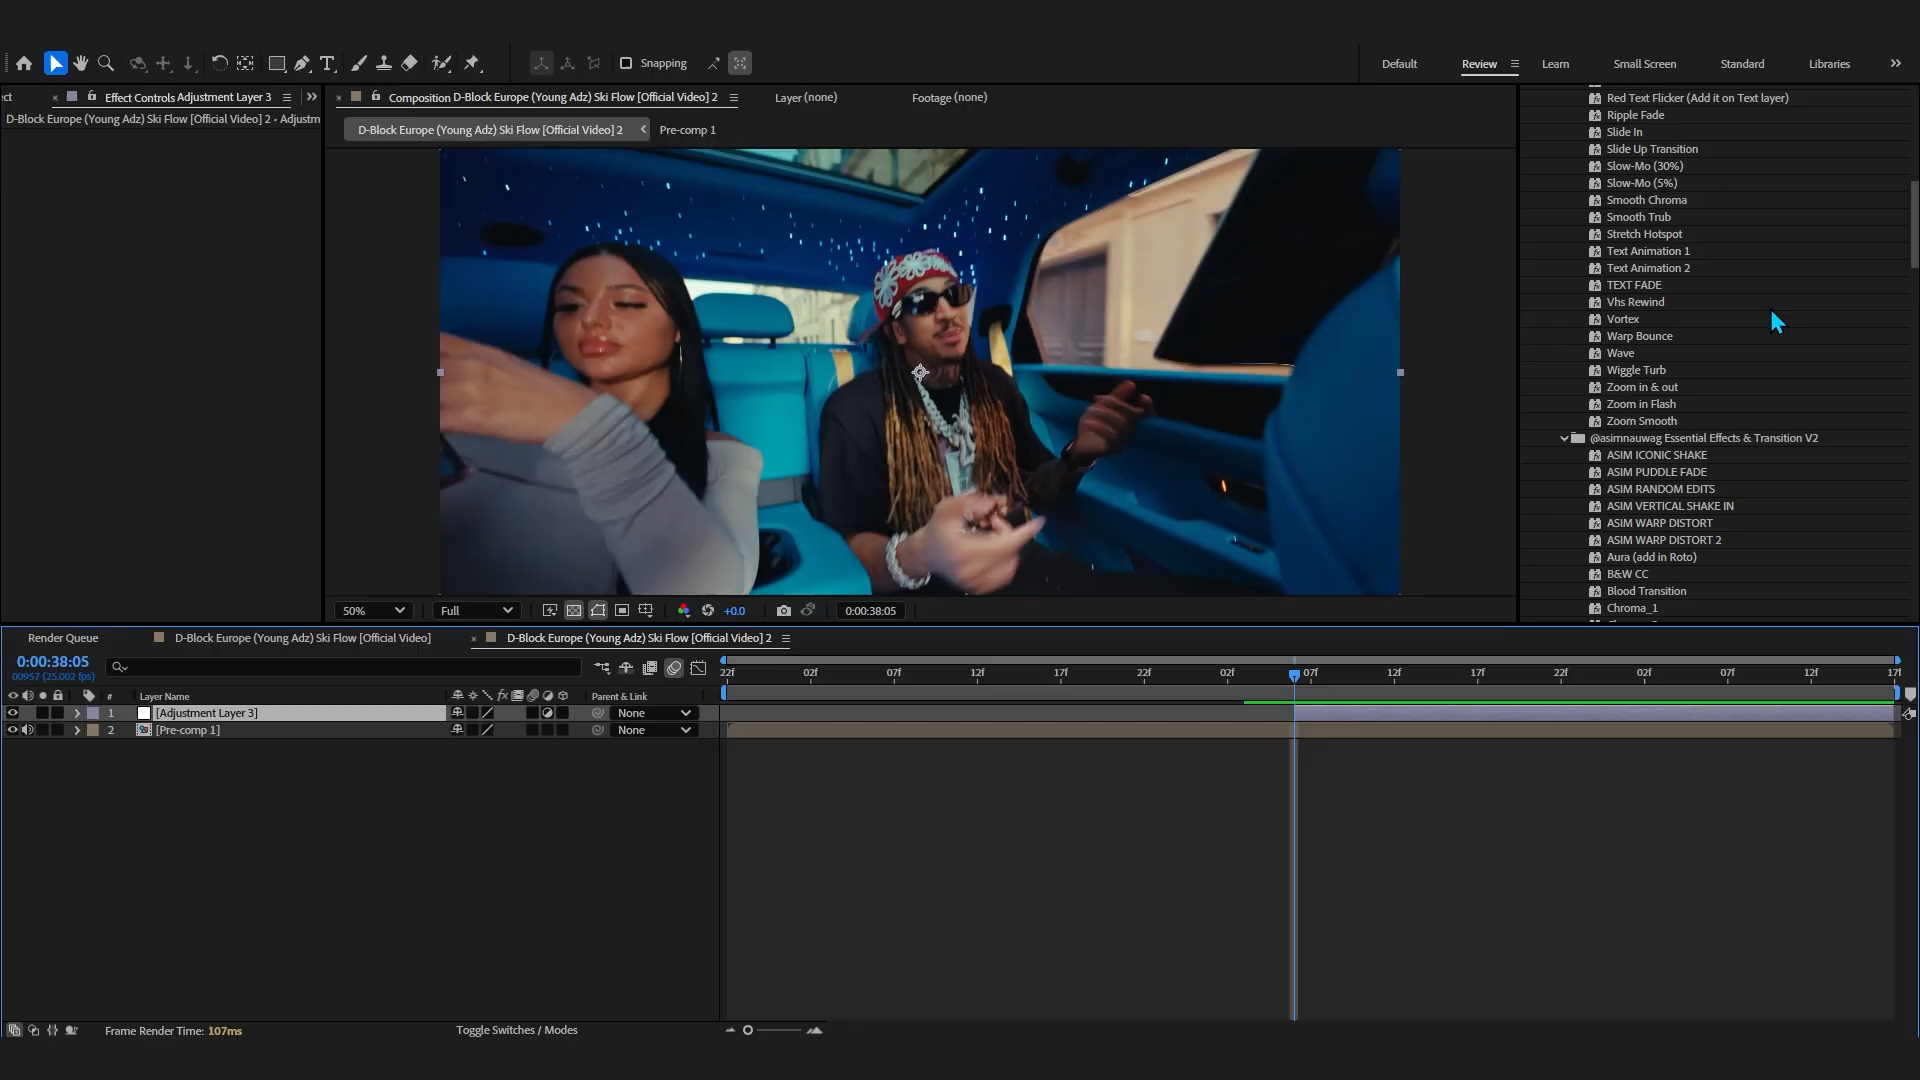 Snapping
Default
Review
Learn
Small Screen
Standard
Libraries
ct
Effect Controls Adjustment Layer 3
D-Block Europe (Young Adz) Ski Flow [Official Video] 2 • Adjustm
Composition D-Block Europe (Young Adz) Ski Flow [Official Video] 2
Layer (none)
Footage (none)
D-Block Europe (Young Adz) Ski Flow [Official Video] 2
Pre-comp 1
Red Text Flicker (Add it on Text layer)
Ripple Fade
Slide In
Slide Up Transition
Slow-Mo (30%)
Slow-Mo (5%)
Smooth Chroma
Smooth Trub
Stretch Hotspot
Text Animation 1
Text Animation 2
TEXT FADE
Vhs Rewind
Vortex
Warp Bounce
Wave
Wiggle Turb
Zoom in & out
Zoom in Flash
Zoom Smooth
@asimnauwag Essential Effects & Transition V2
ASIM ICONIC SHAKE
ASIM PUDDLE FADE
ASIM RANDOM EDITS
ASIM VERTICAL SHAKE IN
ASIM WARP DISTORT
ASIM WARP DISTORT 2
Aura (add in Roto)
B&W CC
Blood Transition
Chroma_1
50%
Full
+0.0
0:00:38:05
Render Queue
D-Block Europe (Young Adz) Ski Flow [Official Video]
D-Block Europe (Young Adz) Ski Flow [Official Video] 2
0:00:38:05
00957 (25.002 fps)
22f 02f 07f 12f 17f 22f 02f 07f 12f 17f 22f 02f 07f 12f 17f
# Layer Name
Parent & Link
1 [Adjustment Layer 3] None
2 [Pre-comp 1] None
Frame Render Time: 107ms
Toggle Switches / Modes